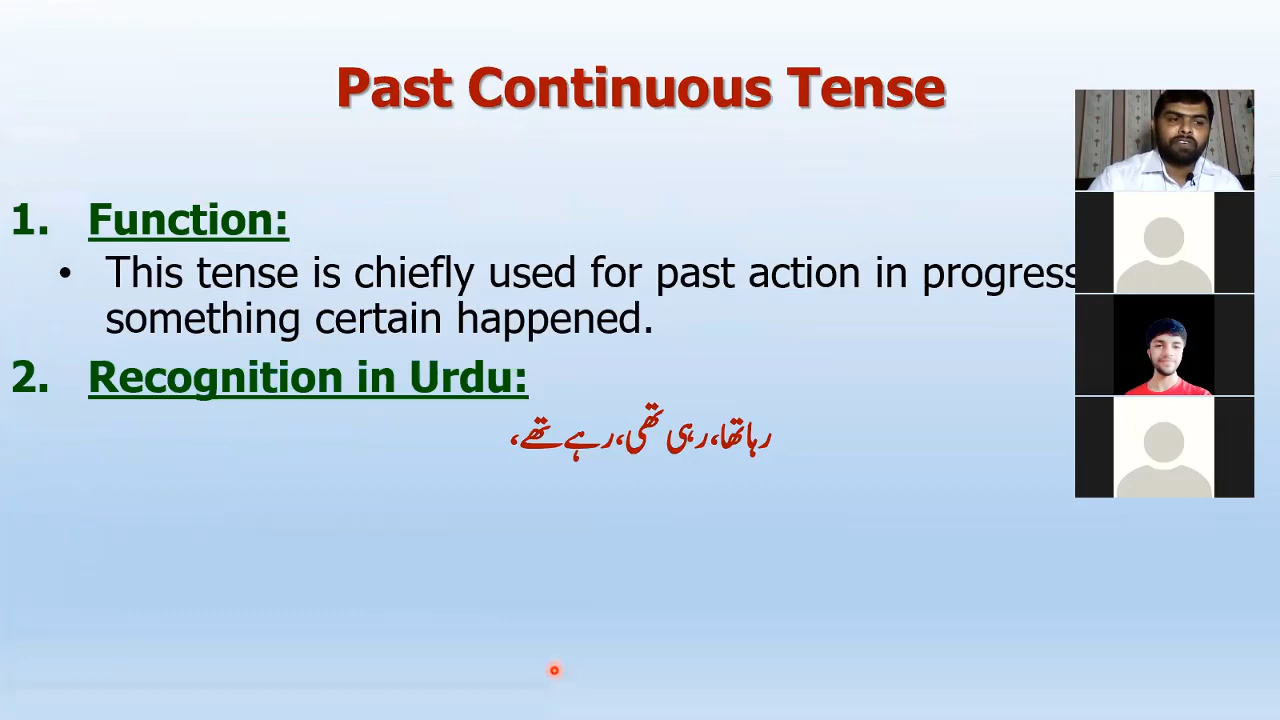 Past Continuous Tense
1. Function:
• This tense is chiefly used for past action in progress
something certain happened.
2. Recognition in Urdu:
رہا تھا، رہی تھی، رہے تھے،